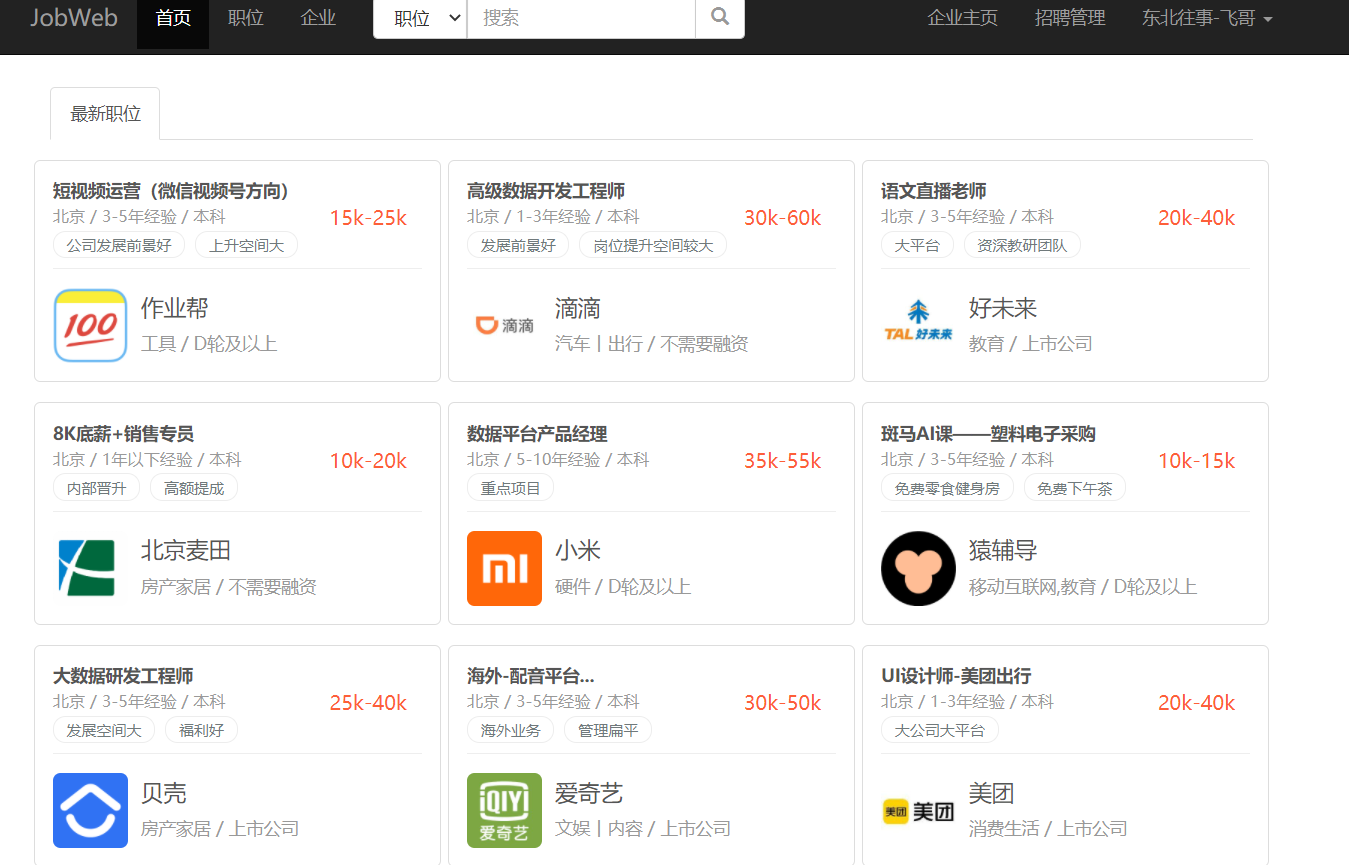 JobWeb 首页 职位 企业 职位 搜索 企业主页 招聘管理 东北往事-飞哥
最新职位
短视频运营（微信视频号方向）
北京 / 3-5年经验 / 本科
15k-25k
公司发展前景好 上升空间大
100
作业帮
工具 / D轮及以上
高级数据开发工程师
北京 / 1-3年经验 / 本科
30k-60k
发展前景好 岗位提升空间较大
滴滴
滴滴
汽车丨出行 / 不需要融资
语文直播老师
北京 / 3-5年经验 / 本科
20k-40k
大平台 资深教研团队
TAL 好未来
好未来
教育 / 上市公司
8K底薪+销售专员
北京 / 1年以下经验 / 本科
10k-20k
内部晋升 高额提成
北京麦田
房产家居 / 不需要融资
数据平台产品经理
北京 / 5-10年经验 / 本科
35k-55k
重点项目
mi
小米
硬件 / D轮及以上
斑马AI课——塑料电子采购
北京 / 3-5年经验 / 本科
10k-15k
免费零食健身房 免费下午茶
猿辅导
移动互联网,教育 / D轮及以上
大数据研发工程师
北京 / 3-5年经验 / 本科
25k-40k
发展空间大 福利好
贝壳
房产家居 / 上市公司
海外-配音平台...
北京 / 3-5年经验 / 本科
30k-50k
海外业务 管理扁平
iQIYI
爱奇艺
爱奇艺
文娱丨内容 / 上市公司
UI设计师-美团出行
北京 / 1-3年经验 / 本科
20k-40k
大公司大平台
美团 美团
美团
消费生活 / 上市公司